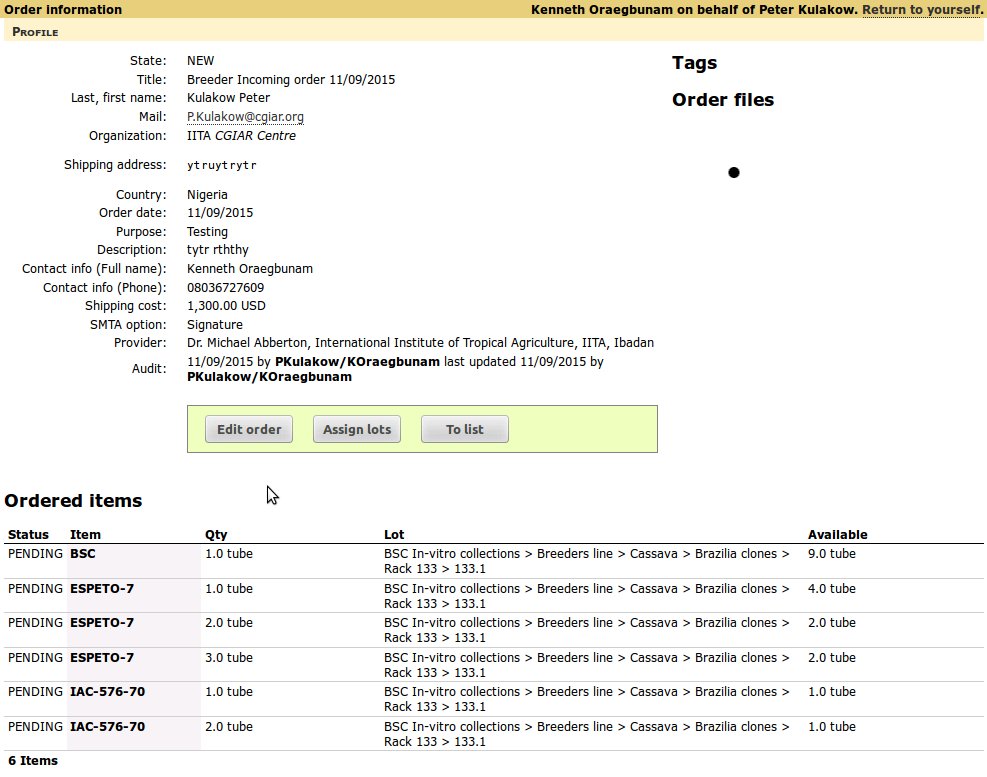 Order information
Kenneth Oraegbunam on behalf of Peter Kulakow. Return to yourself.
PROFILE
State: NEW
Title: Breeder Incoming order 11/09/2015
Last, first name: Kulakow Peter
Mail: P.Kulakow@cgiar.org
Organization: IITA CGIAR Centre
Shipping address: ytruytrytr
Country: Nigeria
Order date: 11/09/2015
Purpose: Testing
Description: tytr rththy
Contact info (Full name): Kenneth Oraegbunam
Contact info (Phone): 08036727609
Shipping cost: 1,300.00 USD
SMTA option: Signature
Provider: Dr. Michael Abberton, International Institute of Tropical Agriculture, IITA, Ibadan
Audit: 11/09/2015 by PKulakow/KOraegbunam last updated 11/09/2015 by
PKulakow/KOraegbunam
Tags
Order files
Edit order Assign lots To list
Ordered items
Status Item Qty Lot Available
PENDING BSC 1.0 tube BSC In-vitro collections > Breeders line > Cassava > Brazilia clones > 9.0 tube
Rack 133 > 133.1
PENDING ESPETO-7 1.0 tube BSC In-vitro collections > Breeders line > Cassava > Brazilia clones > 4.0 tube
Rack 133 > 133.1
PENDING ESPETO-7 2.0 tube BSC In-vitro collections > Breeders line > Cassava > Brazilia clones > 2.0 tube
Rack 133 > 133.1
PENDING ESPETO-7 3.0 tube BSC In-vitro collections > Breeders line > Cassava > Brazilia clones > 2.0 tube
Rack 133 > 133.1
PENDING IAC-576-70 1.0 tube BSC In-vitro collections > Breeders line > Cassava > Brazilia clones > 1.0 tube
Rack 133 > 133.1
PENDING IAC-576-70 2.0 tube BSC In-vitro collections > Breeders line > Cassava > Brazilia clones > 1.0 tube
Rack 133 > 133.1
6 Items